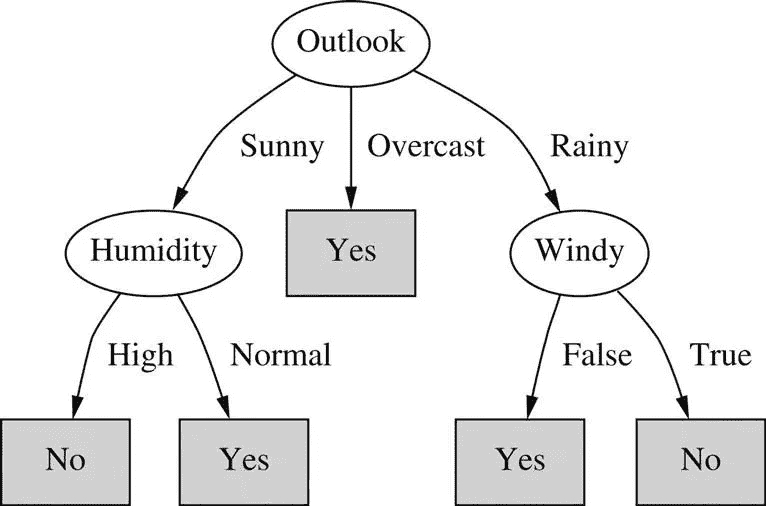 Outlook
Sunny Overcast Rainy
Humidity Yes Windy
High Normal False True
No Yes Yes No